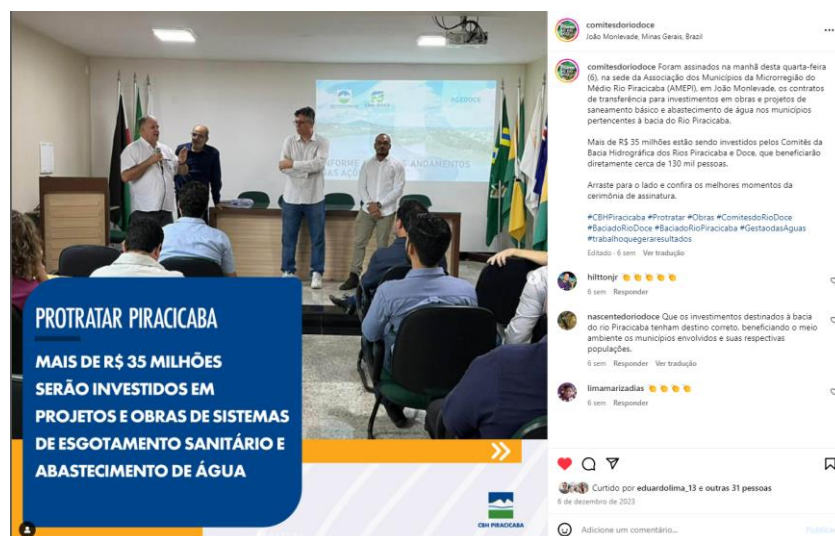 AGEDOCE
INFORME
ANDAMENTOS
DAS AÇÕES
PROTRATAR PIRACICABA
MAIS DE R$ 35 MILHÕES
SERÃO INVESTIDOS EM
PROJETOS E OBRAS DE SISTEMAS
DE ESGOTAMENTO SANITÁRIO E
ABASTECIMENTO DE ÁGUA
CBH PIRACICABA
comitesdoriodoce
João Monlevade, Minas Gerais, Brazil
comitesdoriodoce Foram assinados na manhã desta quarta-feira
(6), na sede da Associação dos Municípios da Microrregião do
Médio Rio Piracicaba (AMEPI), em João Monlevade, os contratos
de transferência para investimentos em obras e projetos de
saneamento básico e abastecimento de água nos municípios
pertencentes à bacia do Rio Piracicaba.
Mais de R$ 35 milhões estão sendo investidos pelos Comitês da
Bacia Hidrográfica dos Rios Piracicaba e Doce, que beneficiarão
diretamente cerca de 130 mil pessoas.
Arraste para o lado e confira os melhores momentos da
cerimônia de assinatura.
#CBHPiracicaba #Protratar #Obras #ComitesdoRioDoce
#BaciadoRioDoce #BaciadoRioPiracicaba #GestaodasAguas
#trabalhoquegeraresultados
Editado · 6 sem Ver tradução
hilttonjr 👏 👏 👏 👏 👏
6 sem Responder
nascentedoriodoce Que os investimentos destinados à bacia
do rio Piracicaba tenham destino correto, beneficiando o meio
ambiente os municípios envolvidos e suas respectivas
populações.
6 sem Responder Ver tradução
limamarizadias 👏 👏 👏 👏
6 sem Responder
Curtido por eduardolima_13 e outras 31 pessoas
6 de dezembro de 2023
Adicione um comentário...
Publicar